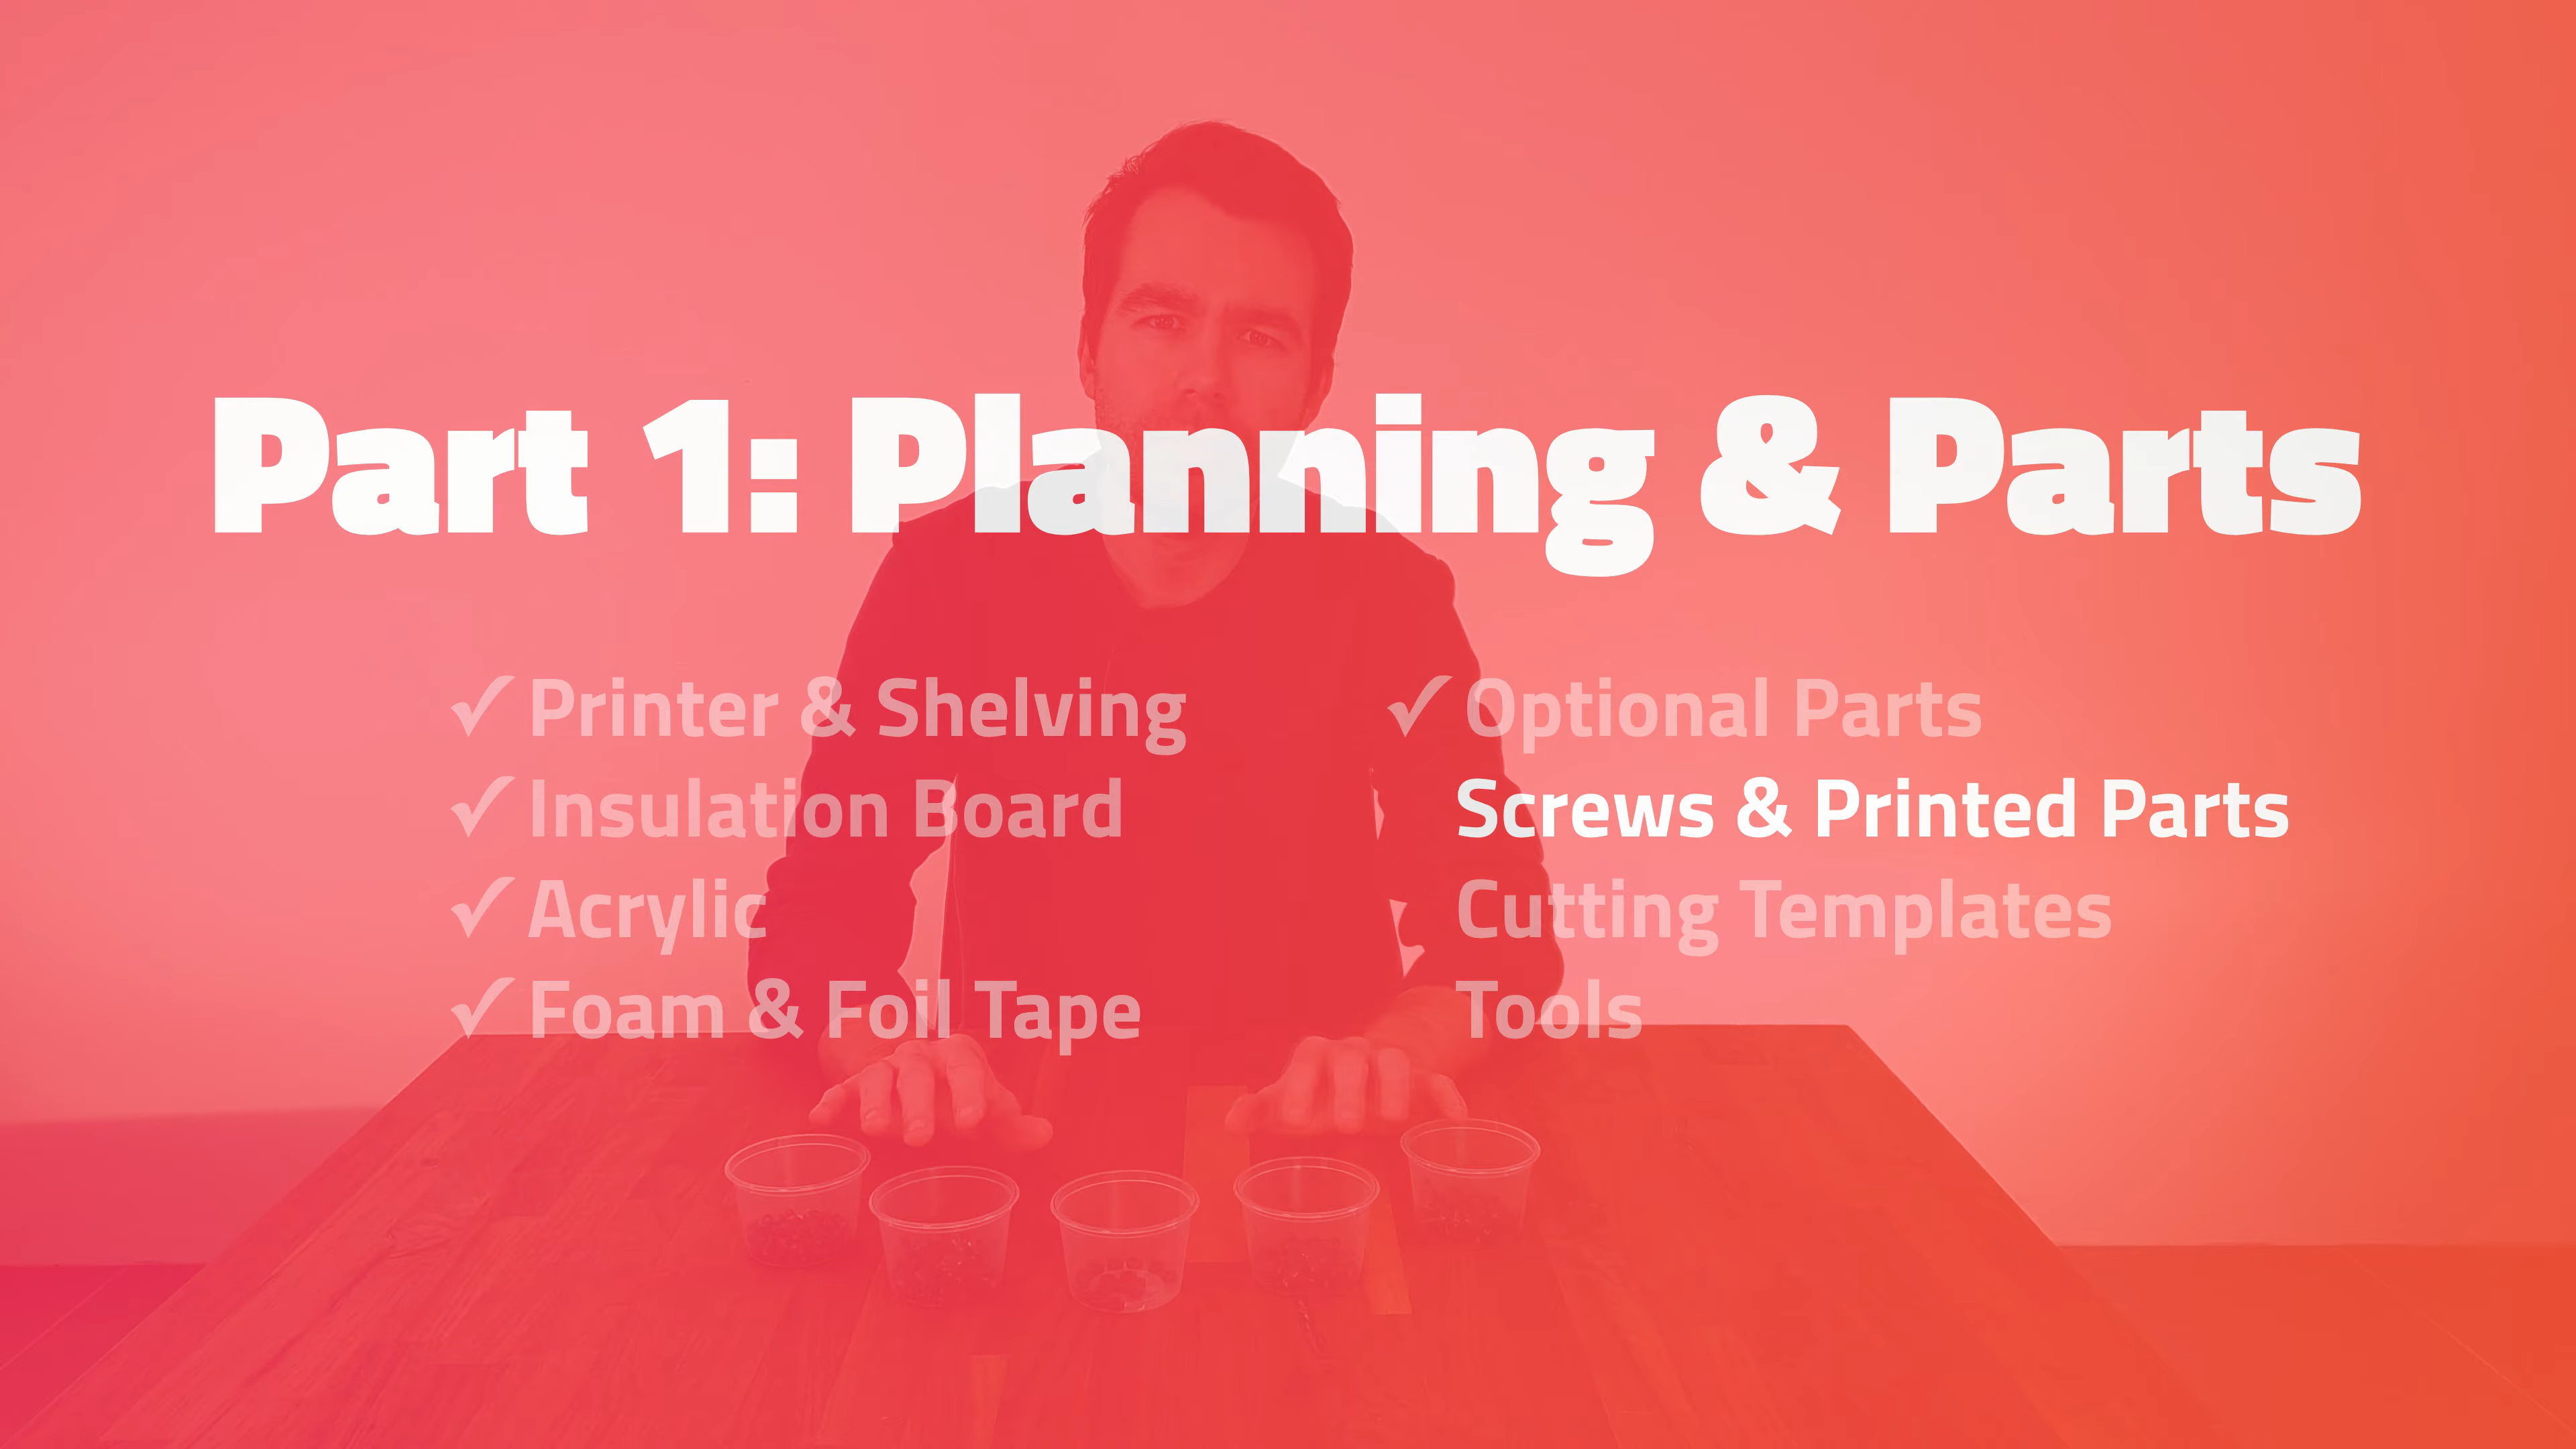 Part 1: Planning & Parts
✓ Printer & Shelving
✓ Insulation Board
✓ Acrylic
✓ Foam & Foil Tape
✓ Optional Parts
Screws & Printed Parts
Cutting Templates
Tools